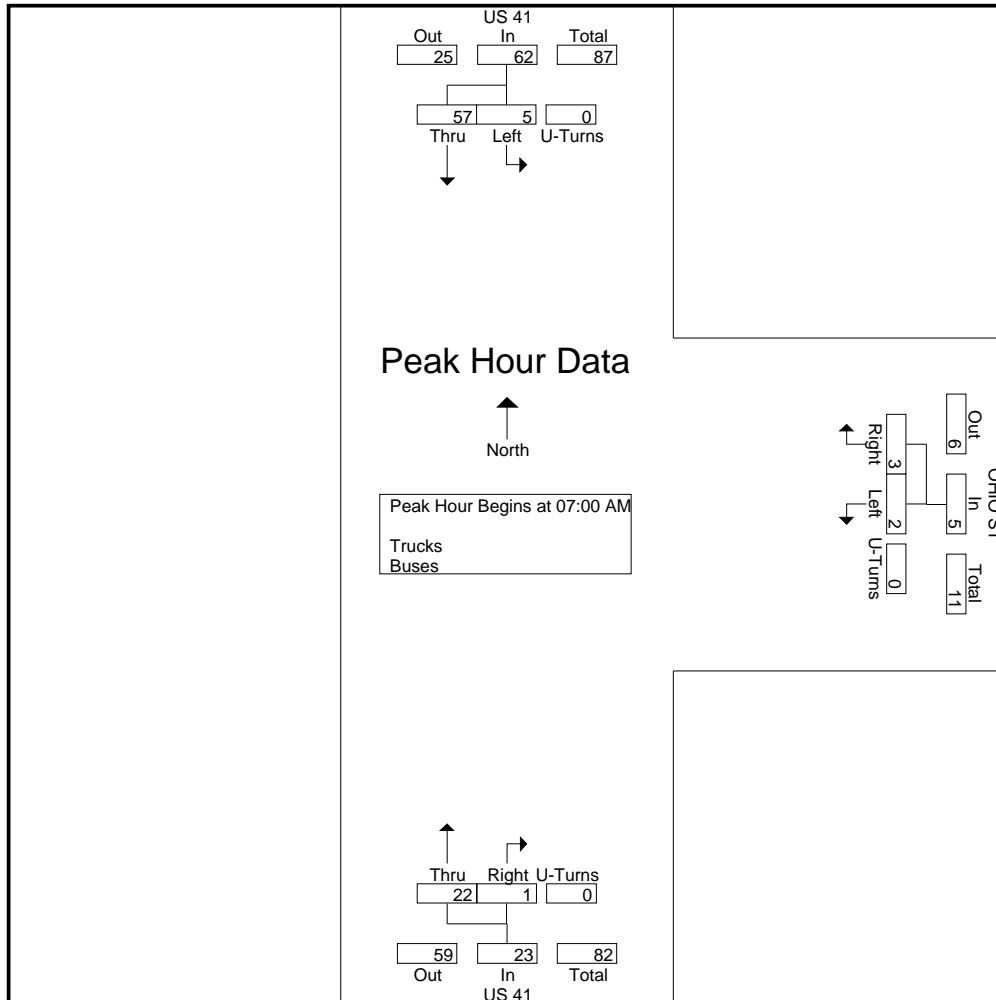 US 41
Out In Total
25 62 87
57 5 0
Thru Left U-Turns
Peak Hour Data
North
Peak Hour Begins at 07:00 AM
Trucks
Buses
Right Left U-Turns
3 2 0
Out In Total
6 5 11
Thru Right U-Turns
22 1 0
59 23 82
Out In Total
US 41